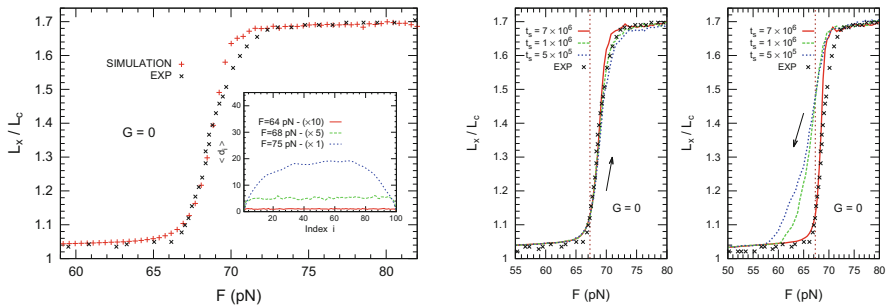 1.7
1.6
1.5
1.4
1.3
1.2
1.1
1
L_x / L_c
SIMULATION +
EXP ×
G = 0
60 65 70 75 80
F (pN)
40
30
20
10
0
< d_i >
F=64 pN - (×10)
F=68 pN - (× 5)
F=75 pN - (× 1)
20 40 60 80 100
Index i
1.7
1.6
1.5
1.4
1.3
1.2
1.1
1
L_x / L_c
t_s = 7 × 10^6
t_s = 1 × 10^6
t_s = 5 × 10^5
EXP ×
G = 0
55 60 65 70 75 80
F (pN)
1.7
1.6
1.5
1.4
1.3
1.2
1.1
1
L_x / L_c
t_s = 7 × 10^6
t_s = 1 × 10^6
t_s = 5 × 10^5
EXP ×
G = 0
50 55 60 65 70 75 80
F (pN)